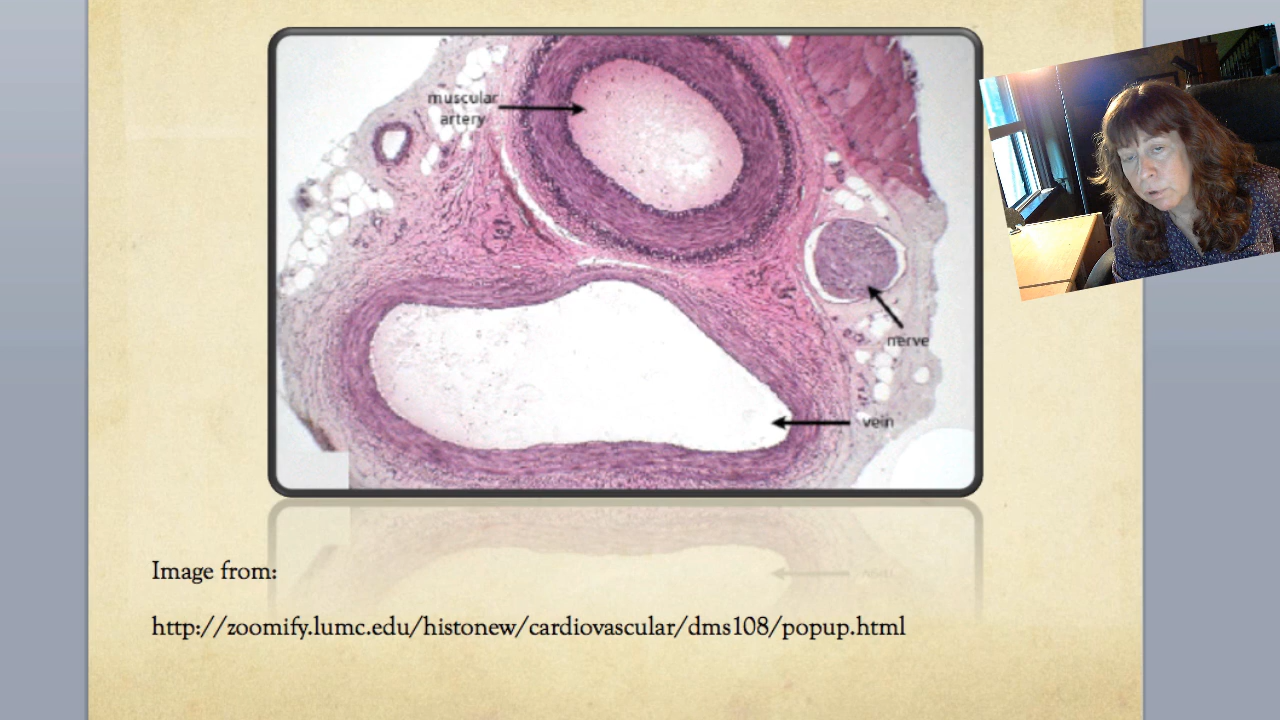 muscular
artery
nerve
vein
Image from:
http://zoomify.lumc.edu/histonew/cardiovascular/dms108/popup.html